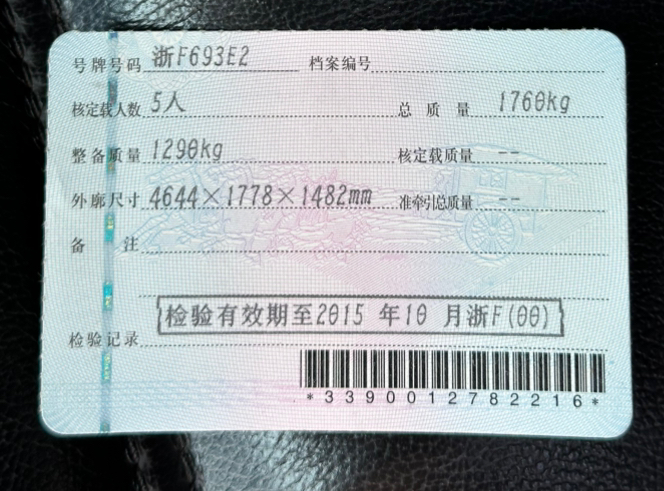 号牌号码 浙F693E2 档案编号
核定载人数 5人 总质量 1760kg
整备质量 1290kg 核定载质量 --
外廓尺寸 4644×1778×1482mm 准牵引总质量 --
备注
检验有效期至2015 年10 月浙F(00)
检验记录
*3390012782216*